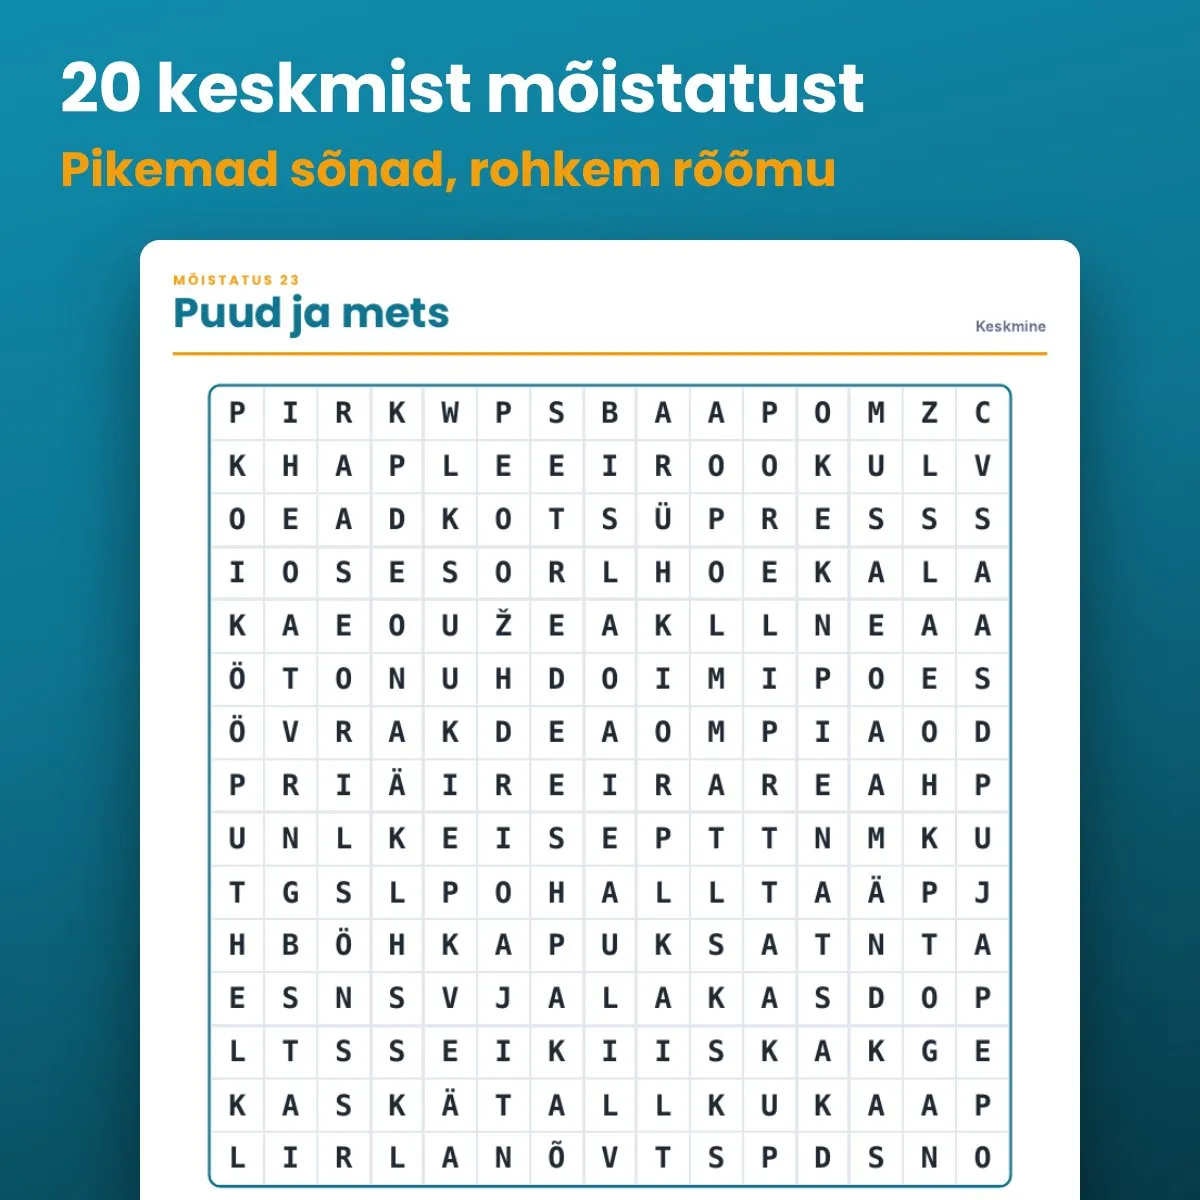 20 keskmist mõistatust
Pikemad sõnad, rohkem rõõmu
MÕISTATUS 23
Puud ja mets
Keskmine
P I R K W P S B A A P O M Z C
K H A P L E E I R O O K U L V
O E A D K O T S Ü P R E S S S
I O S E S O R L H O E K A L A
K A E O U Ž E A K L L N E A A
Ö T O N U H D O I M I P O E S
Ö V R A K D E A O M P I A O D
P R I Ä I R E I R A R E A H P
U N L K E I S E P T T N M K U
T G S L P O H A L L T A Ä P J
H B Ö H K A P U K S A T N T A
E S N S V J A L A K A S D O P
L T S S E I K I I S K A K G E
K A S K Ä T A L L K U K A A P
L I R L A N Õ V T S P D S N O